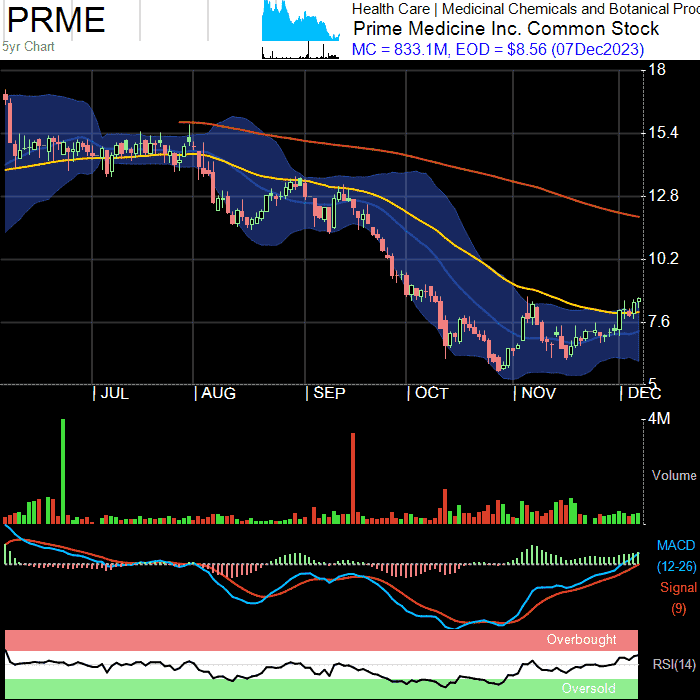 PRME
5yr Chart
Health Care | Medicinal Chemicals and Botanical Proc
Prime Medicine Inc. Common Stock
MC = 833.1M, EOD = $8.56 (07Dec2023)
18
15.4
12.8
10.2
7.6
5
| JUL | AUG | SEP | OCT | NOV | DEC
4M
Volume
MACD
(12-26)
Signal
(9)
Overbought
RSI(14)
Oversold